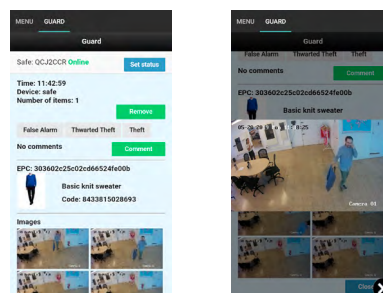 MENU GUARD
Guard
Safe: QCJ2CCR Online
Set status
Time: 11:42:59
Device: safe
Number of items: 1
Remove
False Alarm Thwarted Theft Theft
No comments
Comment
EPC: 303602c25c02cd66524fe00b
Basic knit sweater
Code: 8433815028693
Images
MENU GUARD
Guard
False Alarm Thwarted Theft Theft
No comments
Comment
EPC: 303602c25c02cd66524fe00b
Basic knit sweater
Camera 01
Close